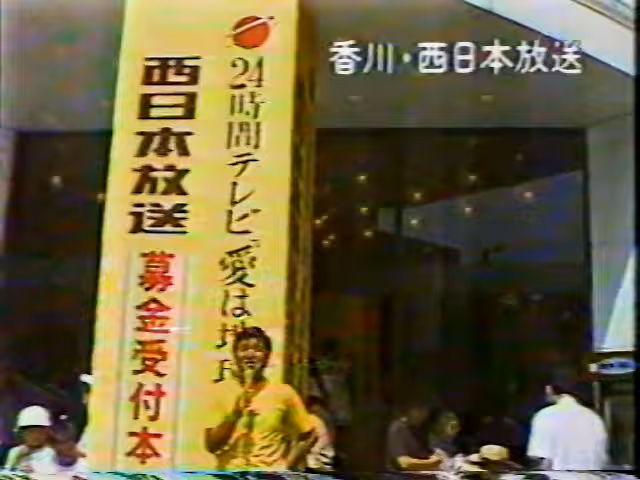 香川・西日本放送
24時間テレビ「愛は地
西日本放送
募金受付本